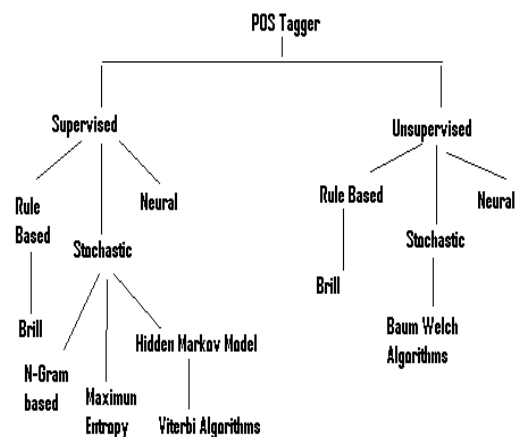 POS Tagger
Supervised
Unsupervised
Rule
Based
Neural
Stochastic
Brill
N-Gram
based
Maximun
Entropy
Hidden Markov Model
Viterbi Algorithms
Rule Based
Neural
Stochastic
Brill
Baum Welch
Algorithms